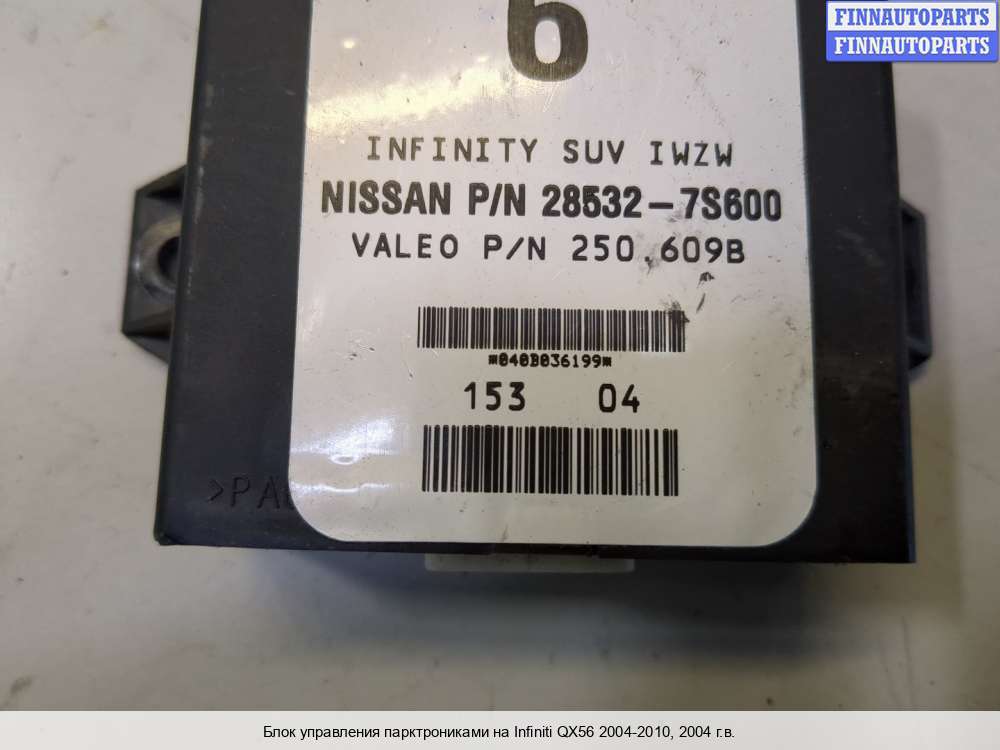 FINNAUTOPARTS
FINNAUTOPARTS
6
INFINITY SUV IWZW
NISSAN P/N 28532-7S600
VALEO P/N 250.609B
*040B036199*
153 04
Блок управления парктрониками на Infiniti QX56 2004-2010, 2004 г.в.